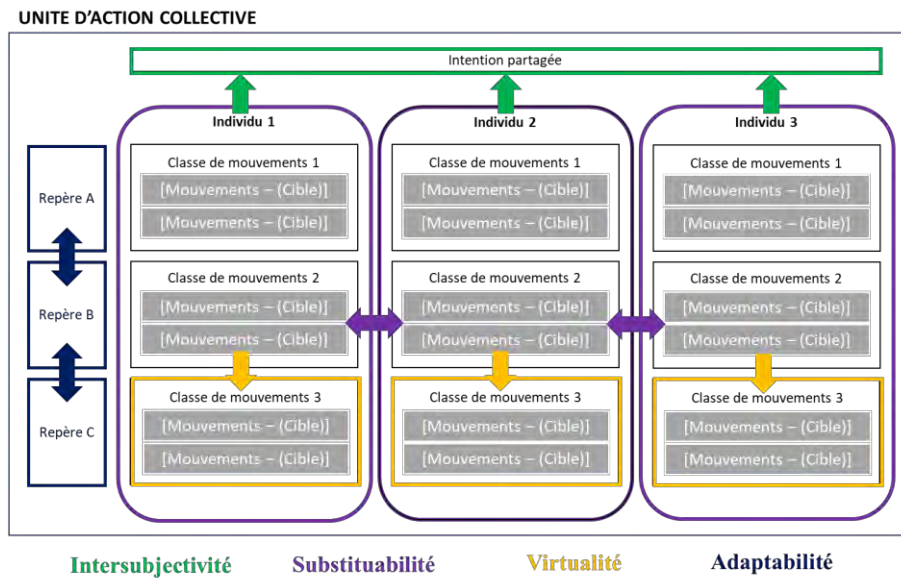 UNITE D'ACTION COLLECTIVE
Intention partagée
Individu 1
Individu 2
Individu 3
Repère A
Classe de mouvements 1
[Mouvements – (Cible)]
[Mouvements – (Cible)]
Classe de mouvements 1
[Mouvements – (Cible)]
[Mouvements – (Cible)]
Classe de mouvements 1
[Mouvements – (Cible)]
[Mouvements – (Cible)]
Repère B
Classe de mouvements 2
[Mouvements – (Cible)]
[Mouvements – (Cible)]
Classe de mouvements 2
[Mouvements – (Cible)]
[Mouvements – (Cible)]
Classe de mouvements 2
[Mouvements – (Cible)]
[Mouvements – (Cible)]
Repère C
Classe de mouvements 3
[Mouvements – (Cible)]
[Mouvements – (Cible)]
Classe de mouvements 3
[Mouvements – (Cible)]
[Mouvements – (Cible)]
Classe de mouvements 3
[Mouvements – (Cible)]
[Mouvements – (Cible)]
Intersubjectivité
Substituabilité
Virtualité
Adaptabilité